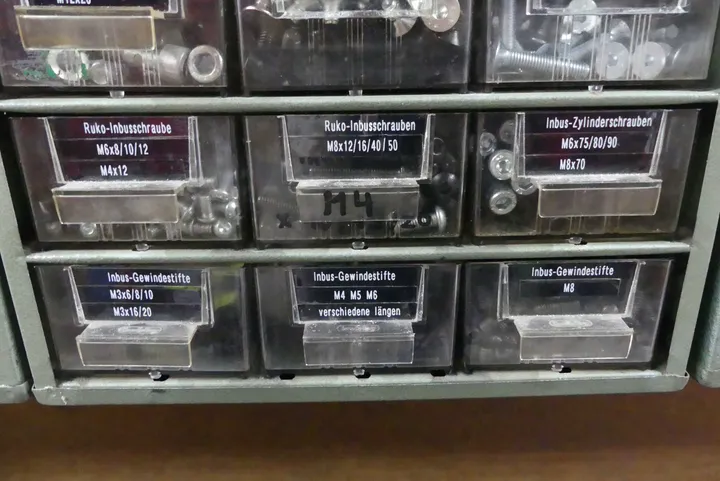 M12x20
Ruko-Inbusschraube
M6x8/10/12
M4x12
Ruko-Inbusschrauben
M8x12/16/40/50
M4
Inbus-Zylinderschrauben
M6x75/80/90
M8x70
Inbus-Gewindestifte
M3x6/8/10
M3x16/20
Inbus-Gewindestifte
M4 M5 M6
verschiedene längen
Inbus-Gewindestifte
M8